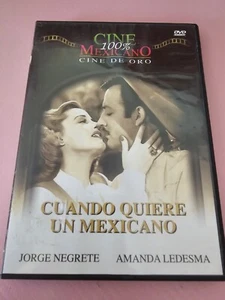 CINE
100%
MEXICANO
CINE DE ORO
DVD
CUANDO QUIERE
UN MEXICANO
JORGE NEGRETE AMANDA LEDESMA